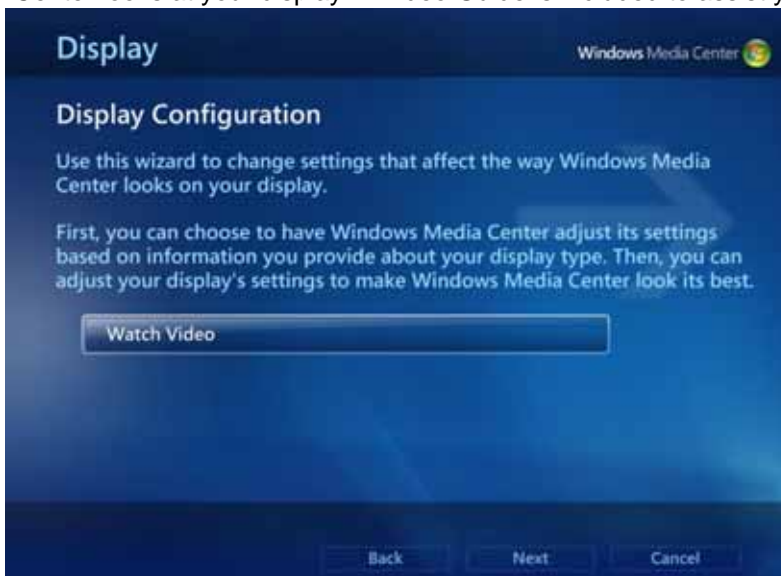 Display
Windows Media Center
Display Configuration
Use this wizard to change settings that affect the way Windows Media
Center looks on your display.
First, you can choose to have Windows Media Center adjust its settings
based on information you provide about your display type. Then, you can
adjust your display's settings to make Windows Media Center look its best.
Watch Video
Back Next Cancel